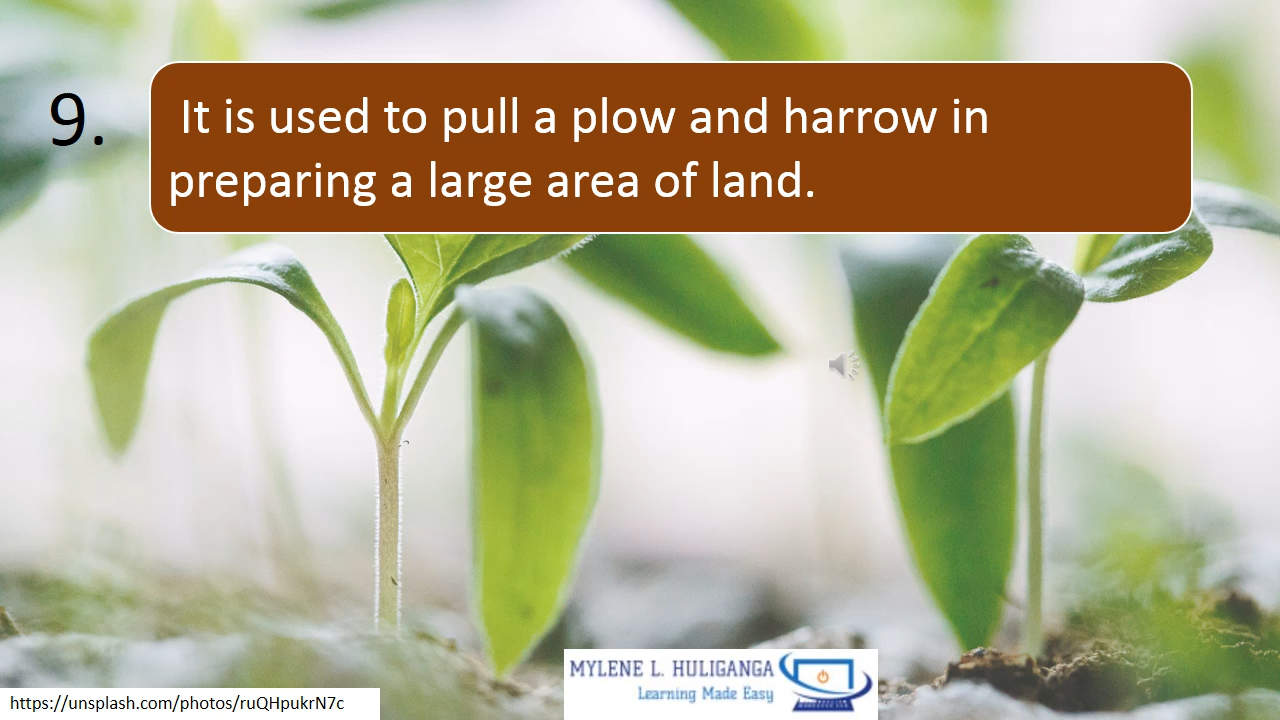 9.
It is used to pull a plow and harrow in
preparing a large area of land.
MYLENE L. HULIGANGA
Learning Made Easy
https://unsplash.com/photos/ruQHpukrN7c